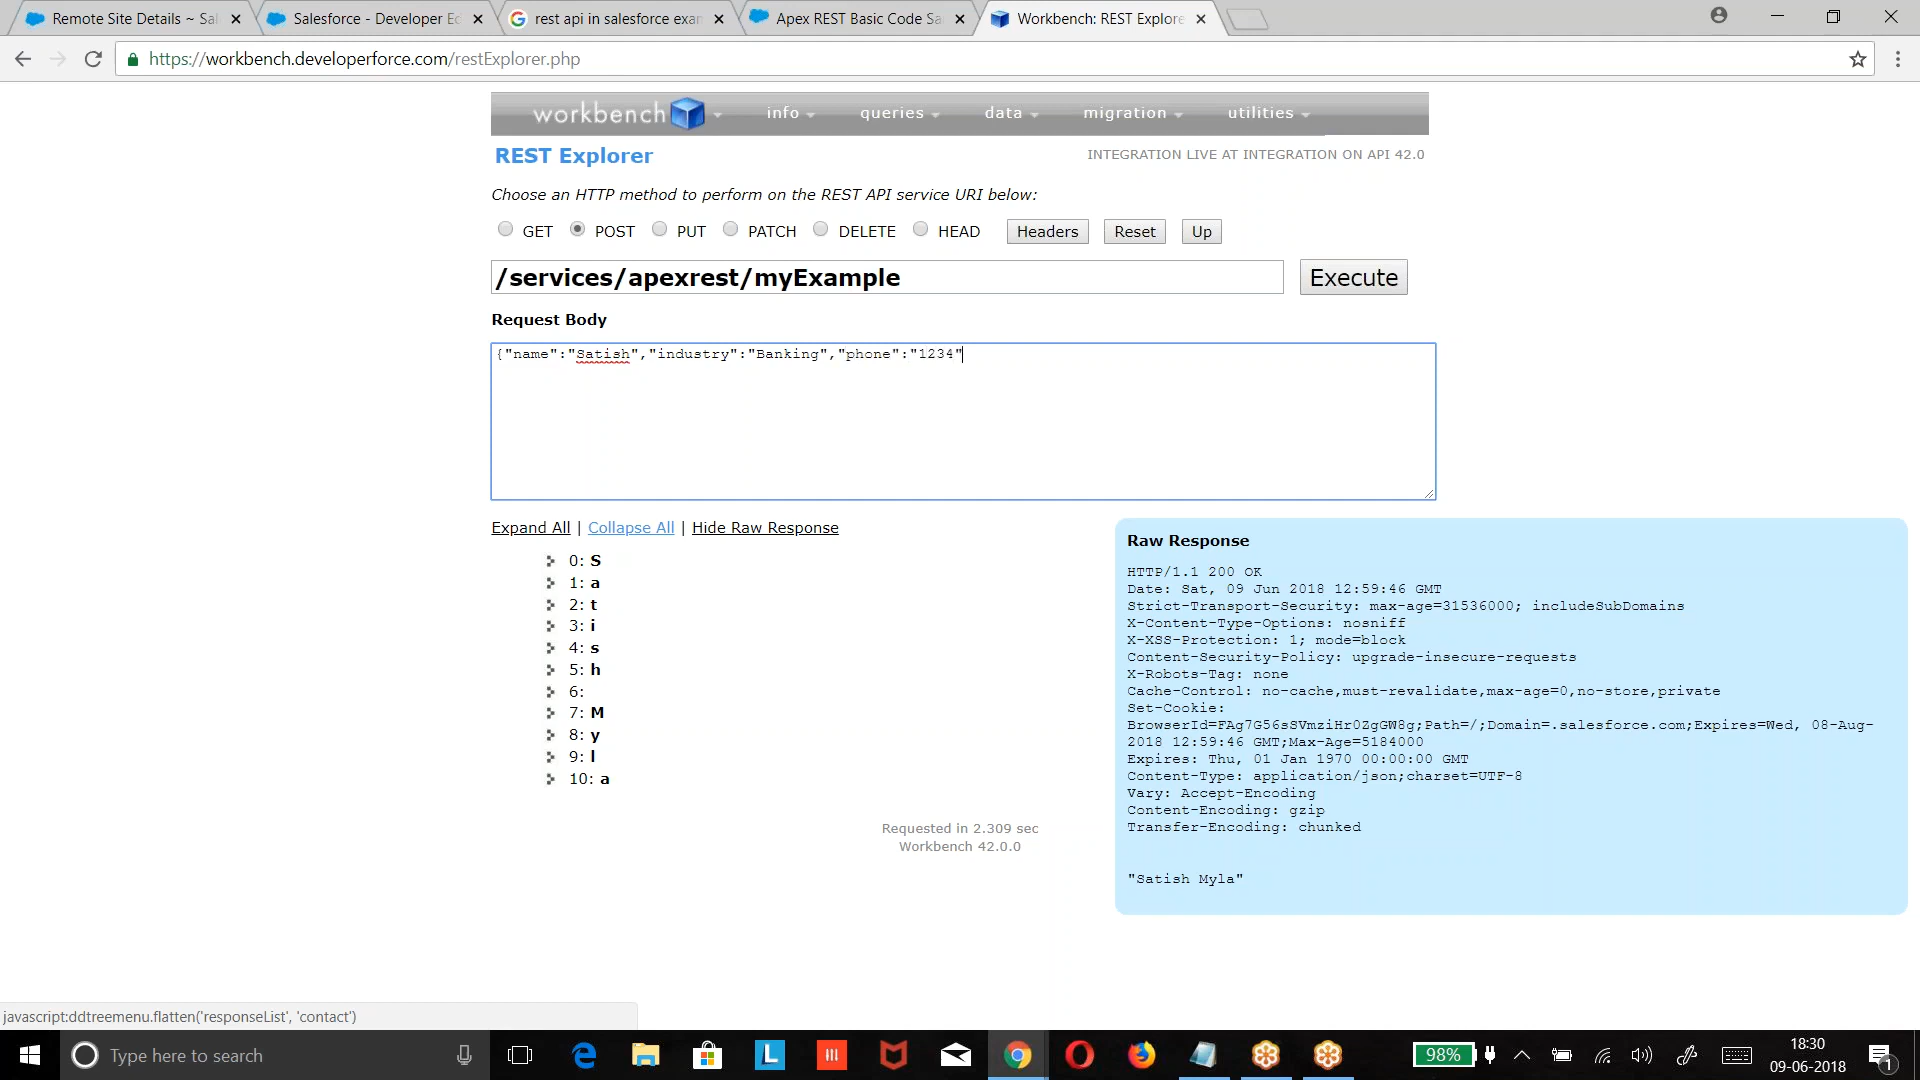 Remote Site Details ~ Sal
Salesforce - Developer Ed
rest api in salesforce exam
Apex REST Basic Code Sa
Workbench: REST Explore
https://workbench.developerforce.com/restExplorer.php
workbench info queries data migration utilities
REST Explorer
INTEGRATION LIVE AT INTEGRATION ON API 42.0
Choose an HTTP method to perform on the REST API service URI below:
GET POST PUT PATCH DELETE HEAD Headers Reset Up
/services/apexrest/myExample Execute
Request Body
{"name":"Satish","industry":"Banking","phone":"1234"
Expand All | Collapse All | Hide Raw Response
0: S
1: a
2: t
3: i
4: s
5: h
6:
7: M
8: y
9: l
10: a
Requested in 2.309 sec
Workbench 42.0.0
Raw Response
HTTP/1.1 200 OK
Date: Sat, 09 Jun 2018 12:59:46 GMT
Strict-Transport-Security: max-age=31536000; includeSubDomains
X-Content-Type-Options: nosniff
X-XSS-Protection: 1; mode=block
Content-Security-Policy: upgrade-insecure-requests
X-Robots-Tag: none
Cache-Control: no-cache,must-revalidate,max-age=0,no-store,private
Set-Cookie:
BrowserId=FAg7G56sSVmziHr0ZgGW8g;Path=/;Domain=.salesforce.com;Expires=Wed, 08-Aug-
2018 12:59:46 GMT;Max-Age=5184000
Expires: Thu, 01 Jan 1970 00:00:00 GMT
Content-Type: application/json;charset=UTF-8
Vary: Accept-Encoding
Content-Encoding: gzip
Transfer-Encoding: chunked
"Satish Myla"
javascript:ddtreemenu.flatten('responseList', 'contact')
Type here to search
98%
18:30
09-06-2018
1